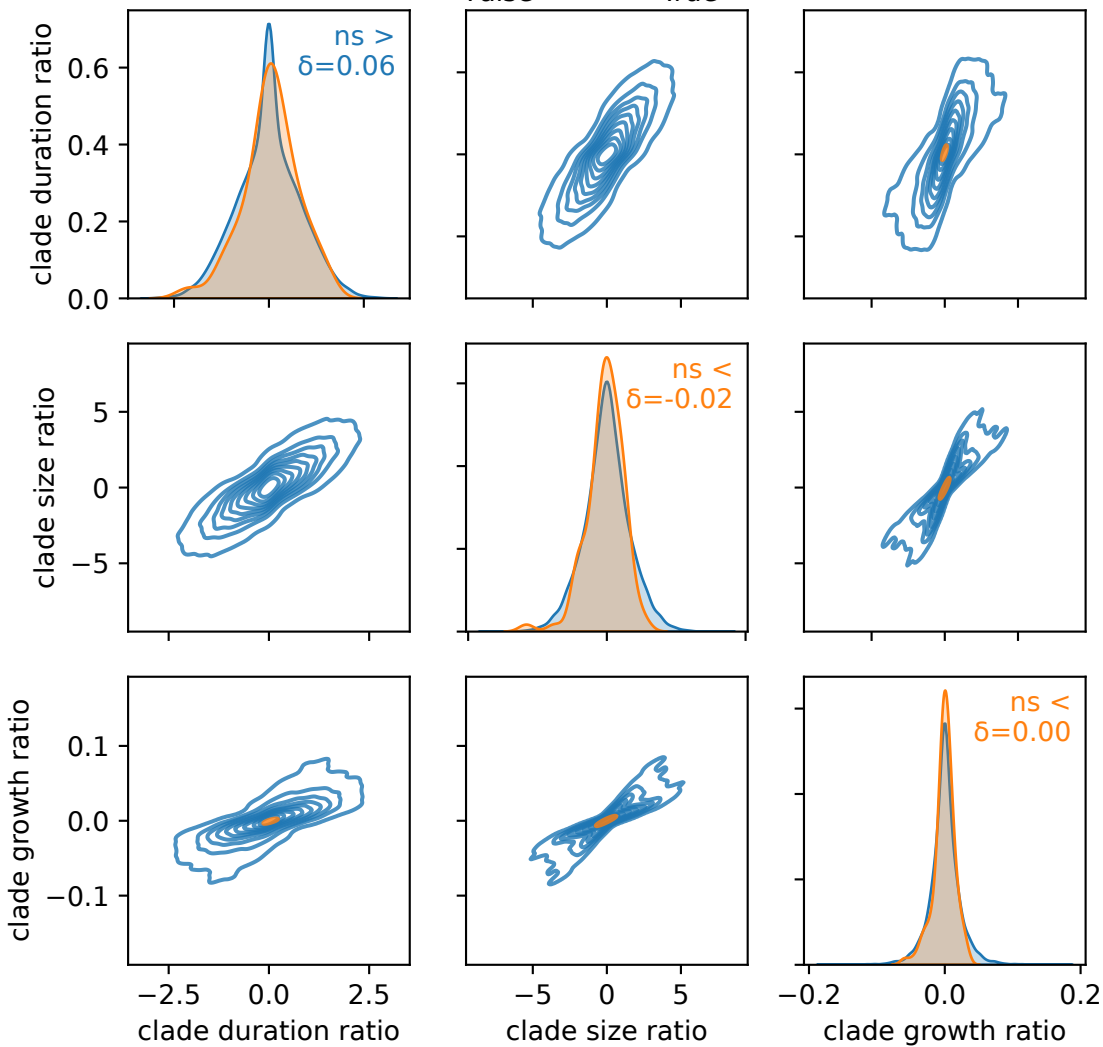 clade duration ratio
0.6
0.4
0.2
0.0
ns >
δ=0.06
clade size ratio
5
0
−5
ns <
δ=-0.02
clade growth ratio
0.1
0.0
−0.1
ns <
δ=0.00
−2.5 0.0 2.5
−5 0 5
−0.2 0.0 0.2
clade duration ratio
clade size ratio
clade growth ratio